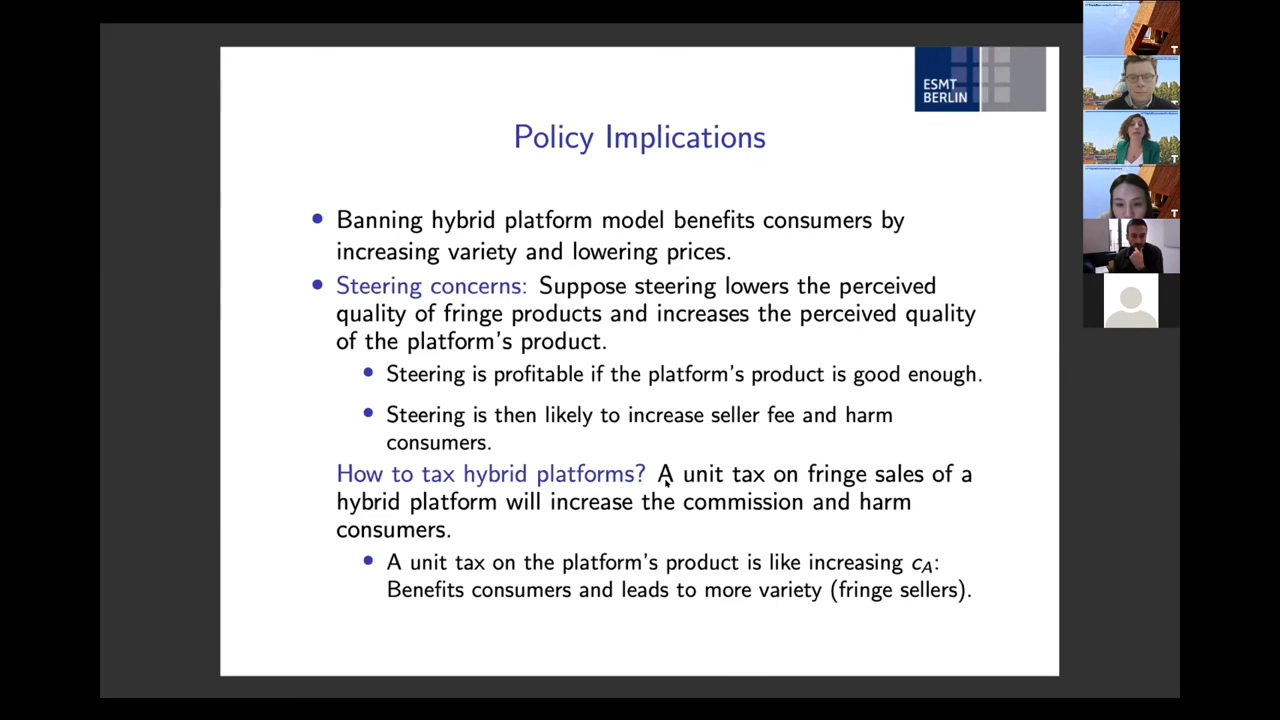 ESMT
BERLIN
Policy Implications
• Banning hybrid platform model benefits consumers by
increasing variety and lowering prices.
• Steering concerns: Suppose steering lowers the perceived
quality of fringe products and increases the perceived quality
of the platform's product.
• Steering is profitable if the platform's product is good enough.
• Steering is then likely to increase seller fee and harm
consumers.
How to tax hybrid platforms? A unit tax on fringe sales of a
hybrid platform will increase the commission and harm
consumers.
• A unit tax on the platform's product is like increasing c_A:
Benefits consumers and leads to more variety (fringe sellers).